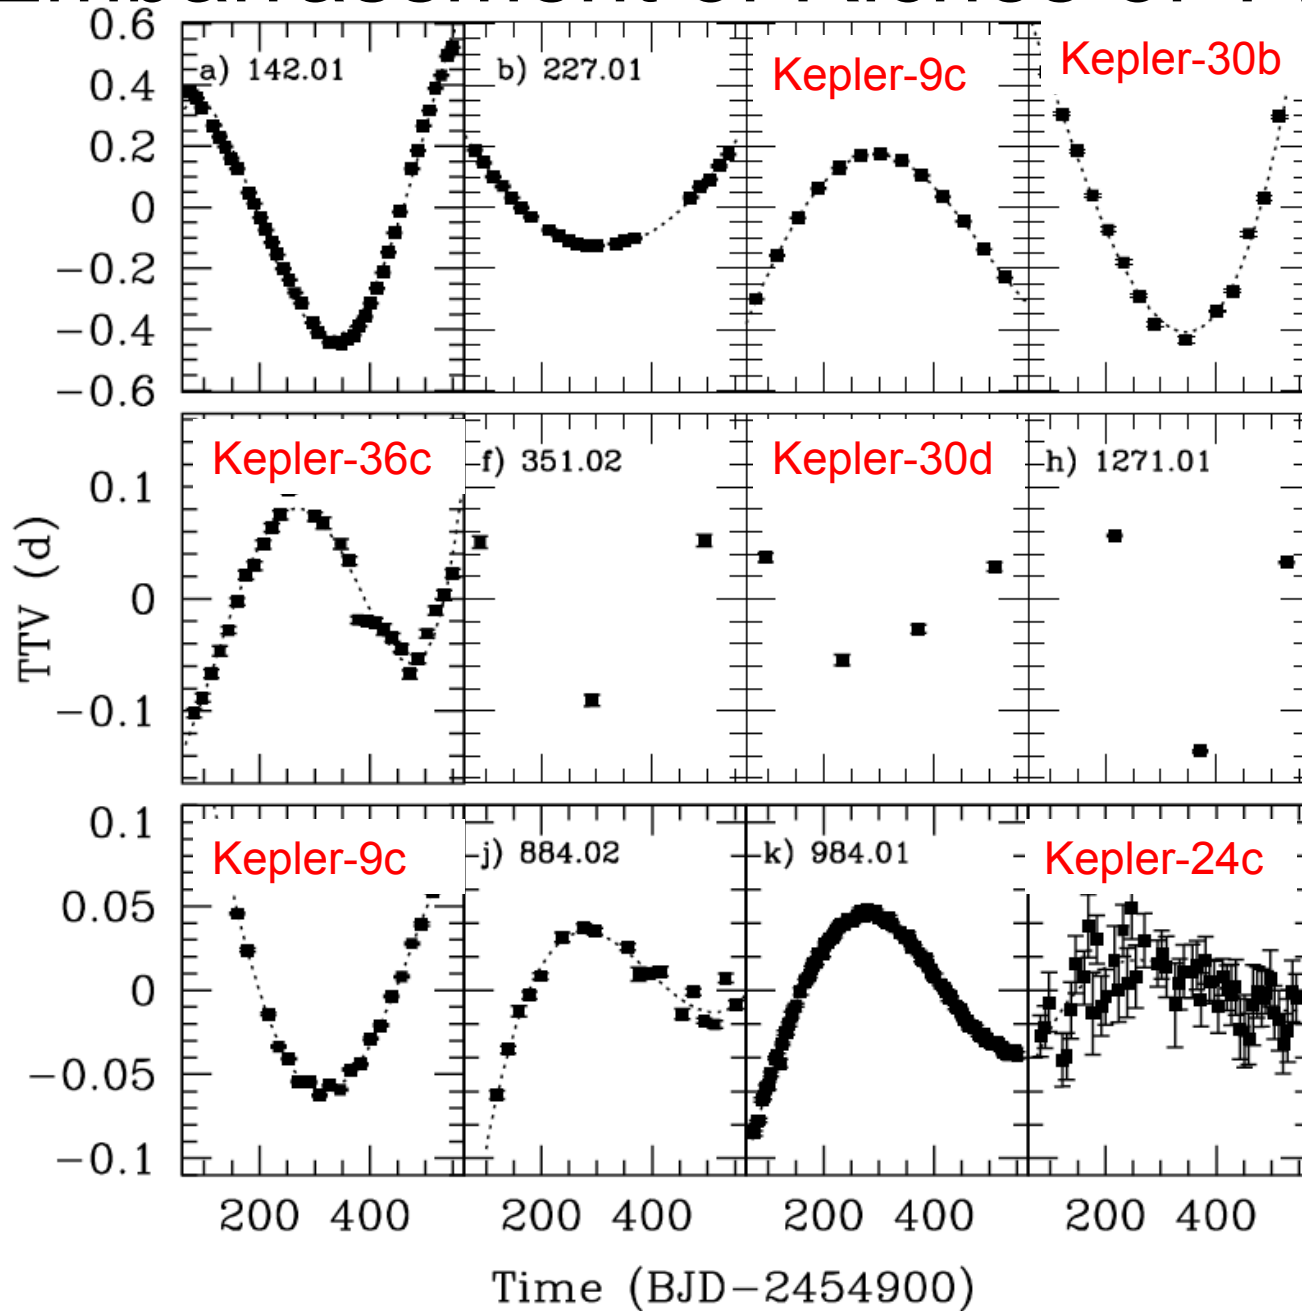 a) 142.01
b) 227.01
Kepler-9c
Kepler-30b
0.6
0.4
0.2
0
−0.2
−0.4
−0.6
Kepler-36c
f) 351.02
Kepler-30d
h) 1271.01
0.1
0
−0.1
TTV (d)
Kepler-9c
j) 884.02
k) 984.01
Kepler-24c
0.1
0.05
0
−0.05
−0.1
200 400 200 400 200 400 200 400
Time (BJD−2454900)